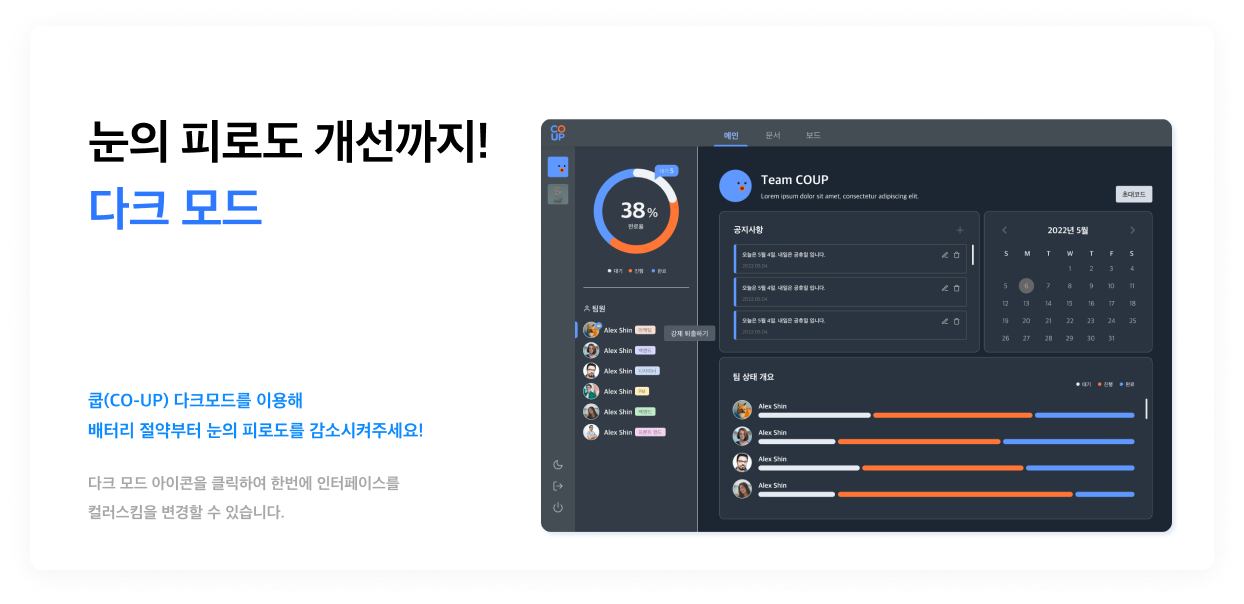 눈의 피로도 개선까지!
다크 모드
쿱(CO-UP) 다크모드를 이용해
배터리 절약부터 눈의 피로도를 감소시켜주세요!
다크 모드 아이콘을 클릭하여 한번에 인터페이스를
컬러스킴을 변경할 수 있습니다.
CO
UP
메인 문서 보드
38%
완료율
대기 진행 완료
팀원
Alex Shin
Alex Shin
Alex Shin
Alex Shin PM
Alex Shin
Alex Shin
강제 퇴출하기
Team COUP
Lorem ipsum dolor sit amet, consectetur adipiscing elit.
초대코드
공지사항
오늘은 5월 4일. 내일은 공휴일 입니다.
2022.05.04
오늘은 5월 4일. 내일은 공휴일 입니다.
2022.05.04
오늘은 5월 4일. 내일은 공휴일 입니다.
2022.05.04
2022년 5월
S M T W T F S
1 2 3 4
5 6 7 8 9 10 11
12 13 14 15 16 17 18
19 20 21 22 23 24 25
26 27 28 29 30 31
팀 상태 개요
대기 진행 완료
Alex Shin
Alex Shin
Alex Shin
Alex Shin